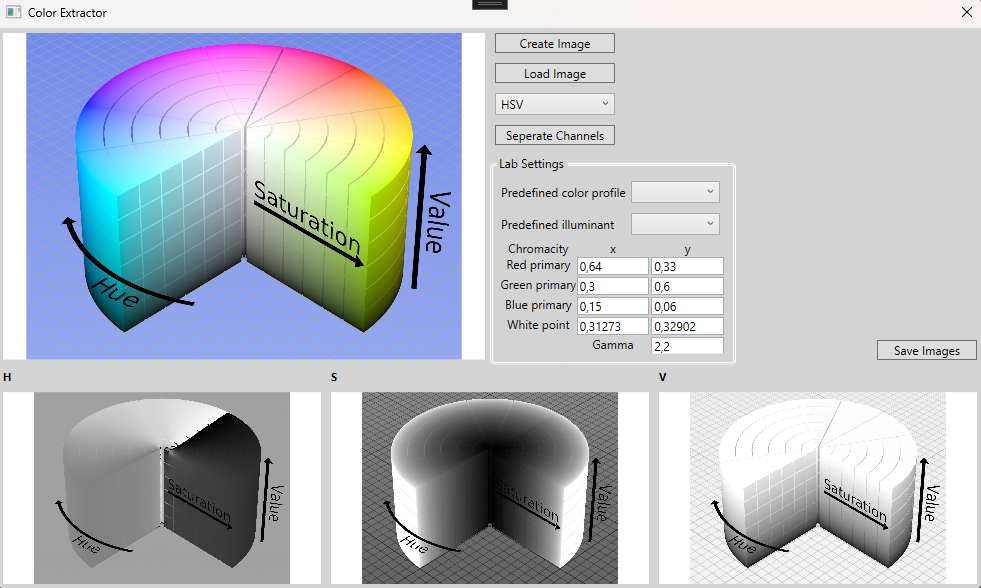 Color Extractor
Hue
Saturation
Value
Create Image
Load Image
HSV
Seperate Channels
Lab Settings
Predefined color profile
Predefined illuminant
Chromacity x y
Red primary 0,64 0,33
Green primary 0,3 0,6
Blue primary 0,15 0,06
White point 0,31273 0,32902
Gamma 2,2
Save Images
H
Hue
Saturation
Value
S
Hue
Saturation
Value
V
Hue
Saturation
Value